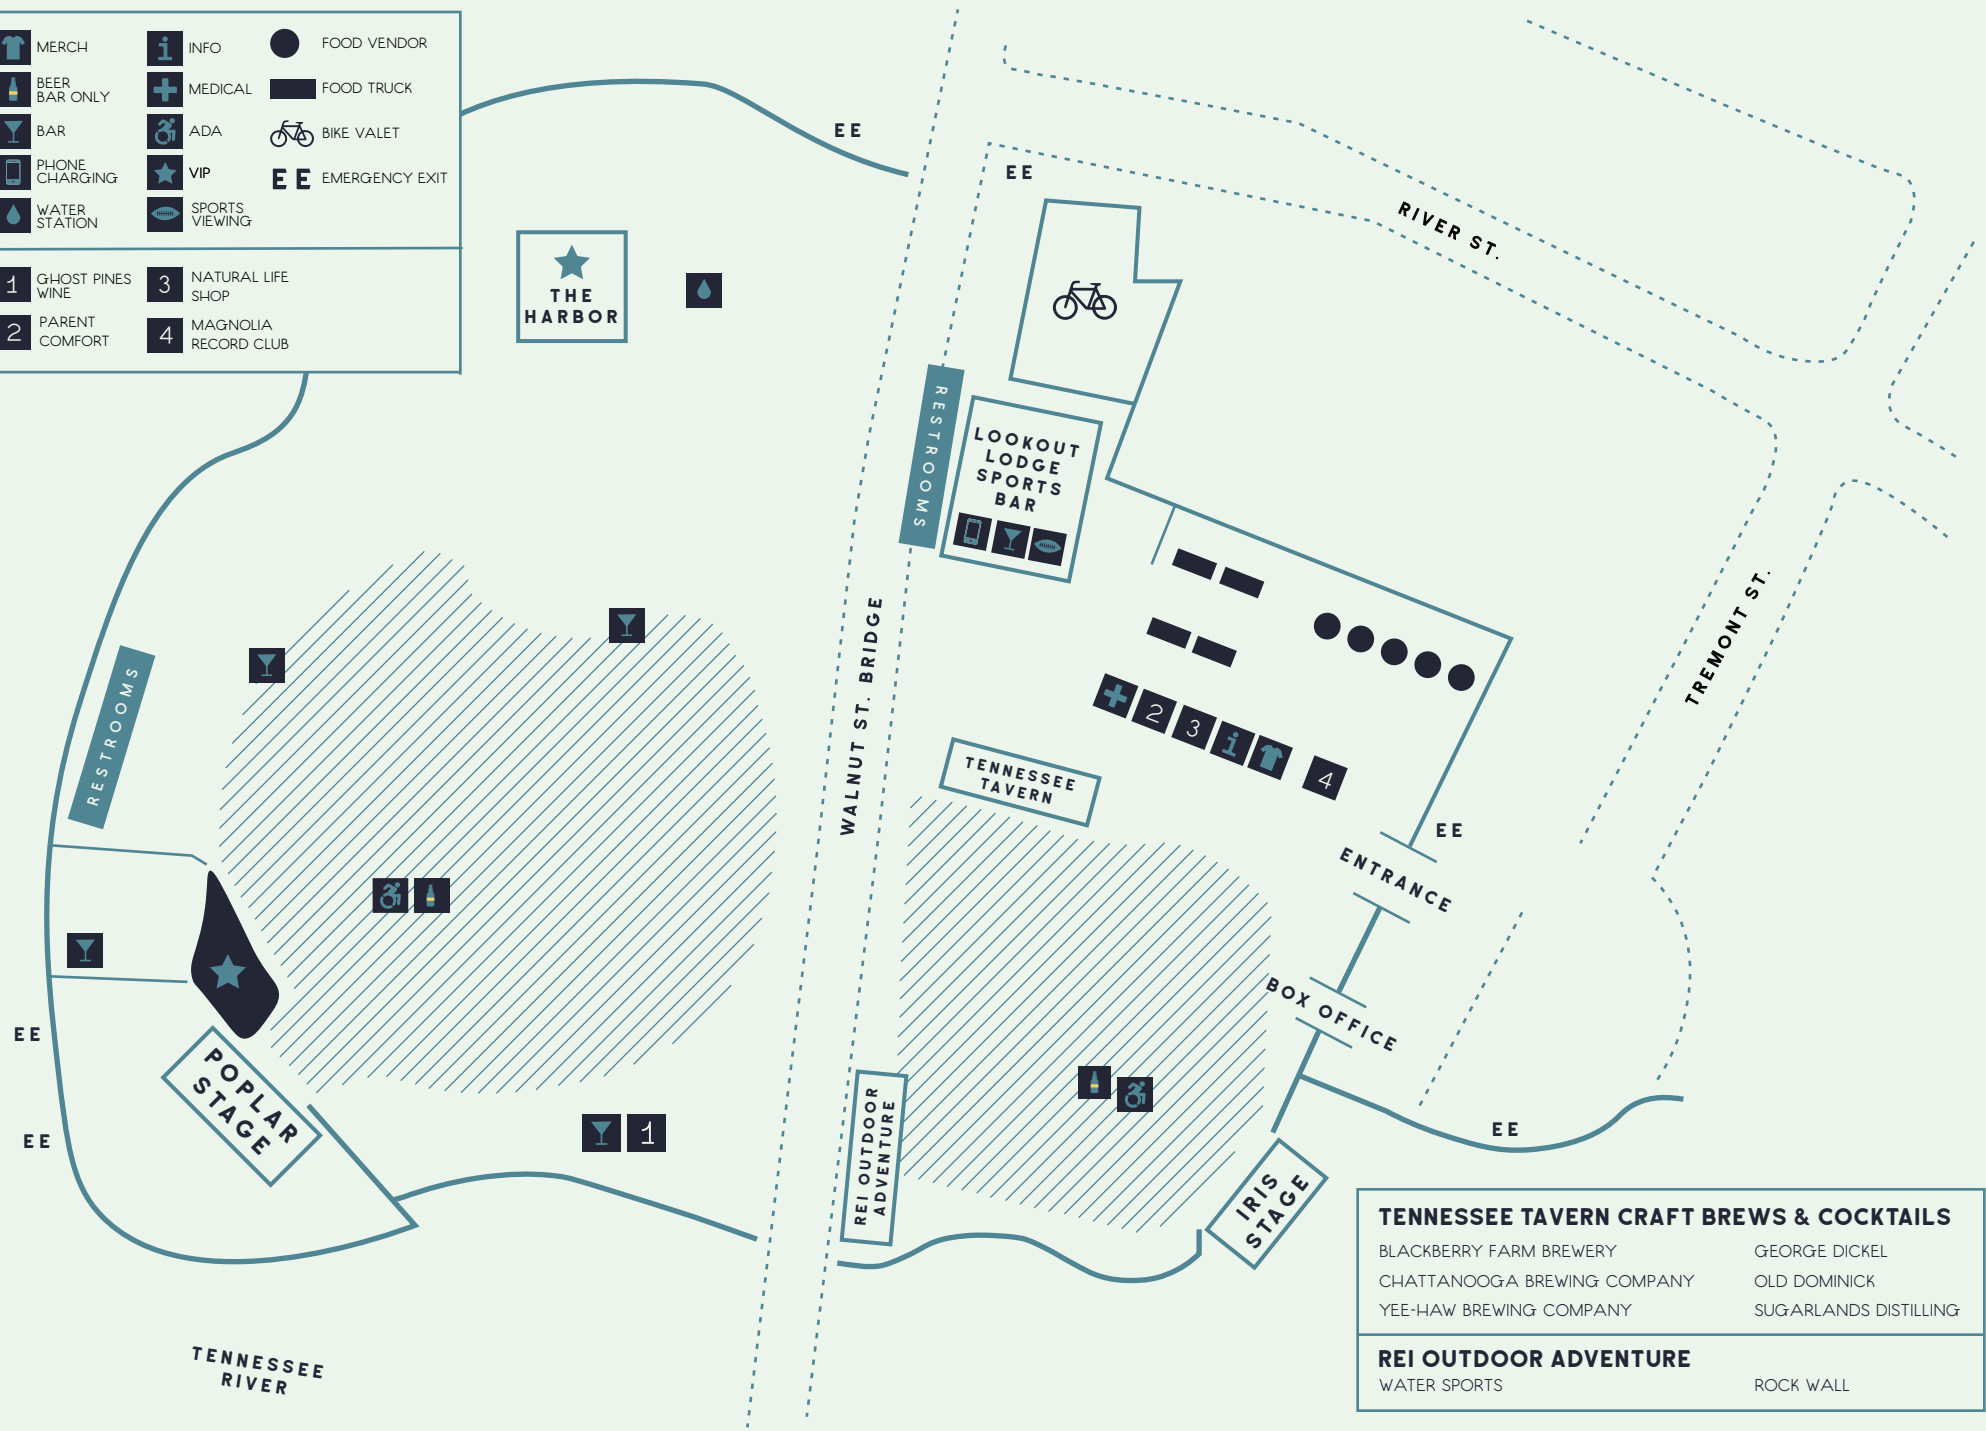 MERCH
BEER
BAR ONLY
BAR
PHONE
CHARGING
WATER
STATION
INFO
MEDICAL
ADA
VIP
SPORTS
VIEWING
FOOD VENDOR
FOOD TRUCK
BIKE VALET
EE EMERGENCY EXIT
1 GHOST PINES
WINE
2 PARENT
COMFORT
3 NATURAL LIFE
SHOP
4 MAGNOLIA
RECORD CLUB
EE
EE
RIVER ST.
THE
HARBOR
RESTROOMS
LOOKOUT
LODGE
SPORTS
BAR
TREMONT ST.
WALNUT ST. BRIDGE
RESTROOMS
2
3
i
4
TENNESSEE
TAVERN
EE
ENTRANCE
BOX OFFICE
EE
EE
POPLAR
STAGE
1
REI OUTDOOR
ADVENTURE
IRIS
STAGE
EE
TENNESSEE
RIVER
TENNESSEE TAVERN CRAFT BREWS & COCKTAILS
BLACKBERRY FARM BREWERY
GEORGE DICKEL
CHATTANOOGA BREWING COMPANY
OLD DOMINICK
YEE-HAW BREWING COMPANY
SUGARLANDS DISTILLING
REI OUTDOOR ADVENTURE
WATER SPORTS
ROCK WALL